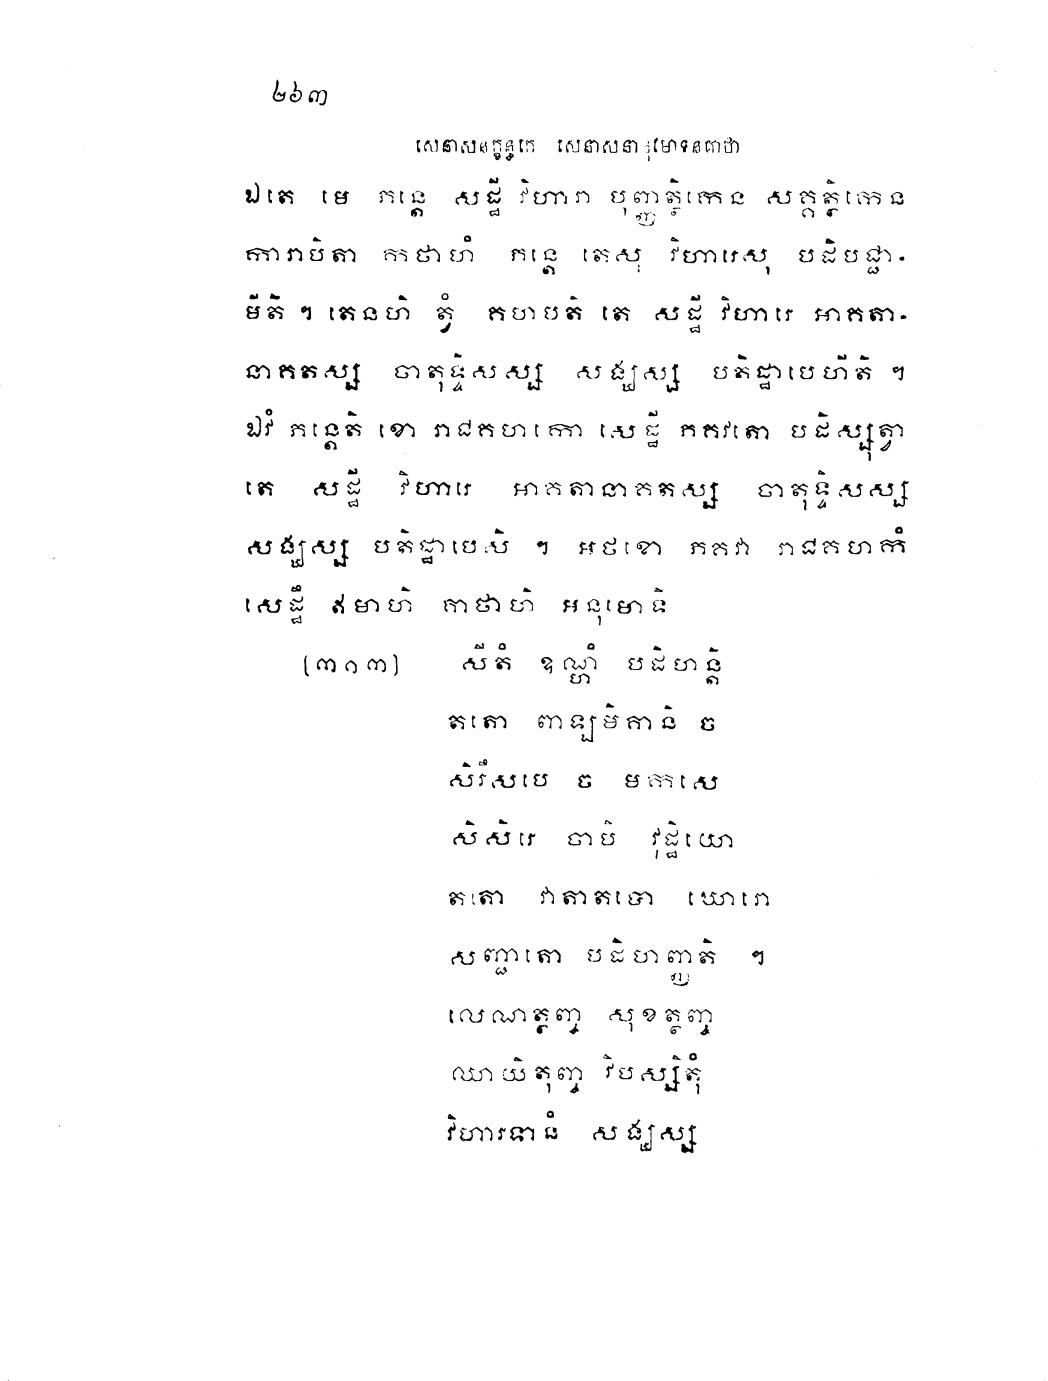 ២៦៣
សេនាសនក្ខន្ធកេ សេនាសនានុមោទនគាថា
ឯតេ មេ ភន្តេ សដ្ឋី វិហារា បុញ្ញត្ថិកេន សគ្គត្ថិកេន
ការាបិតា កថាហំ ភន្តេ តេសុ វិហារេសុ បដិបជ្ជា-
មីតិ ។ តេនហិ ត្វំ គហបតិ តេ សដ្ឋី វិហារេ អាគតា-
នាគតស្ស ចាតុទ្ទិសស្ស សង្ឃស្ស បតិដ្ឋាបេហីតិ ។
ឯវំ ភន្តេតិ ខោ រាជគហកោ សេដ្ឋី ភគវតោ បដិស្សុត្វា
តេ សដ្ឋី វិហារេ អាគតានាគតស្ស ចាតុទ្ទិសស្ស
សង្ឃស្ស បតិដ្ឋាបេសិ ។ អថខោ ភគវា រាជគហកំ
សេដ្ឋឹ ឥមាហិ គាថាហិ អនុមោទិ
(៣១៣) សីតំ ឧណ្ហំ បដិហន្តិ
តតោ ពាឡ្យមិគានិ ច
សិរឹសបេ ច មកសេ
សិសិរេ ចាបិ វុដ្ឋិយោ
តតោ វាតាតបោ ឃោរោ
សញ្ជាតោ បដិហញ្ញតិ ។
លេណត្ថញ្ច សុខត្ថញ្ច
ឈាយិតុញ្ច វិបស្សិតុំ
វិហារទានំ សង្ឃស្ស